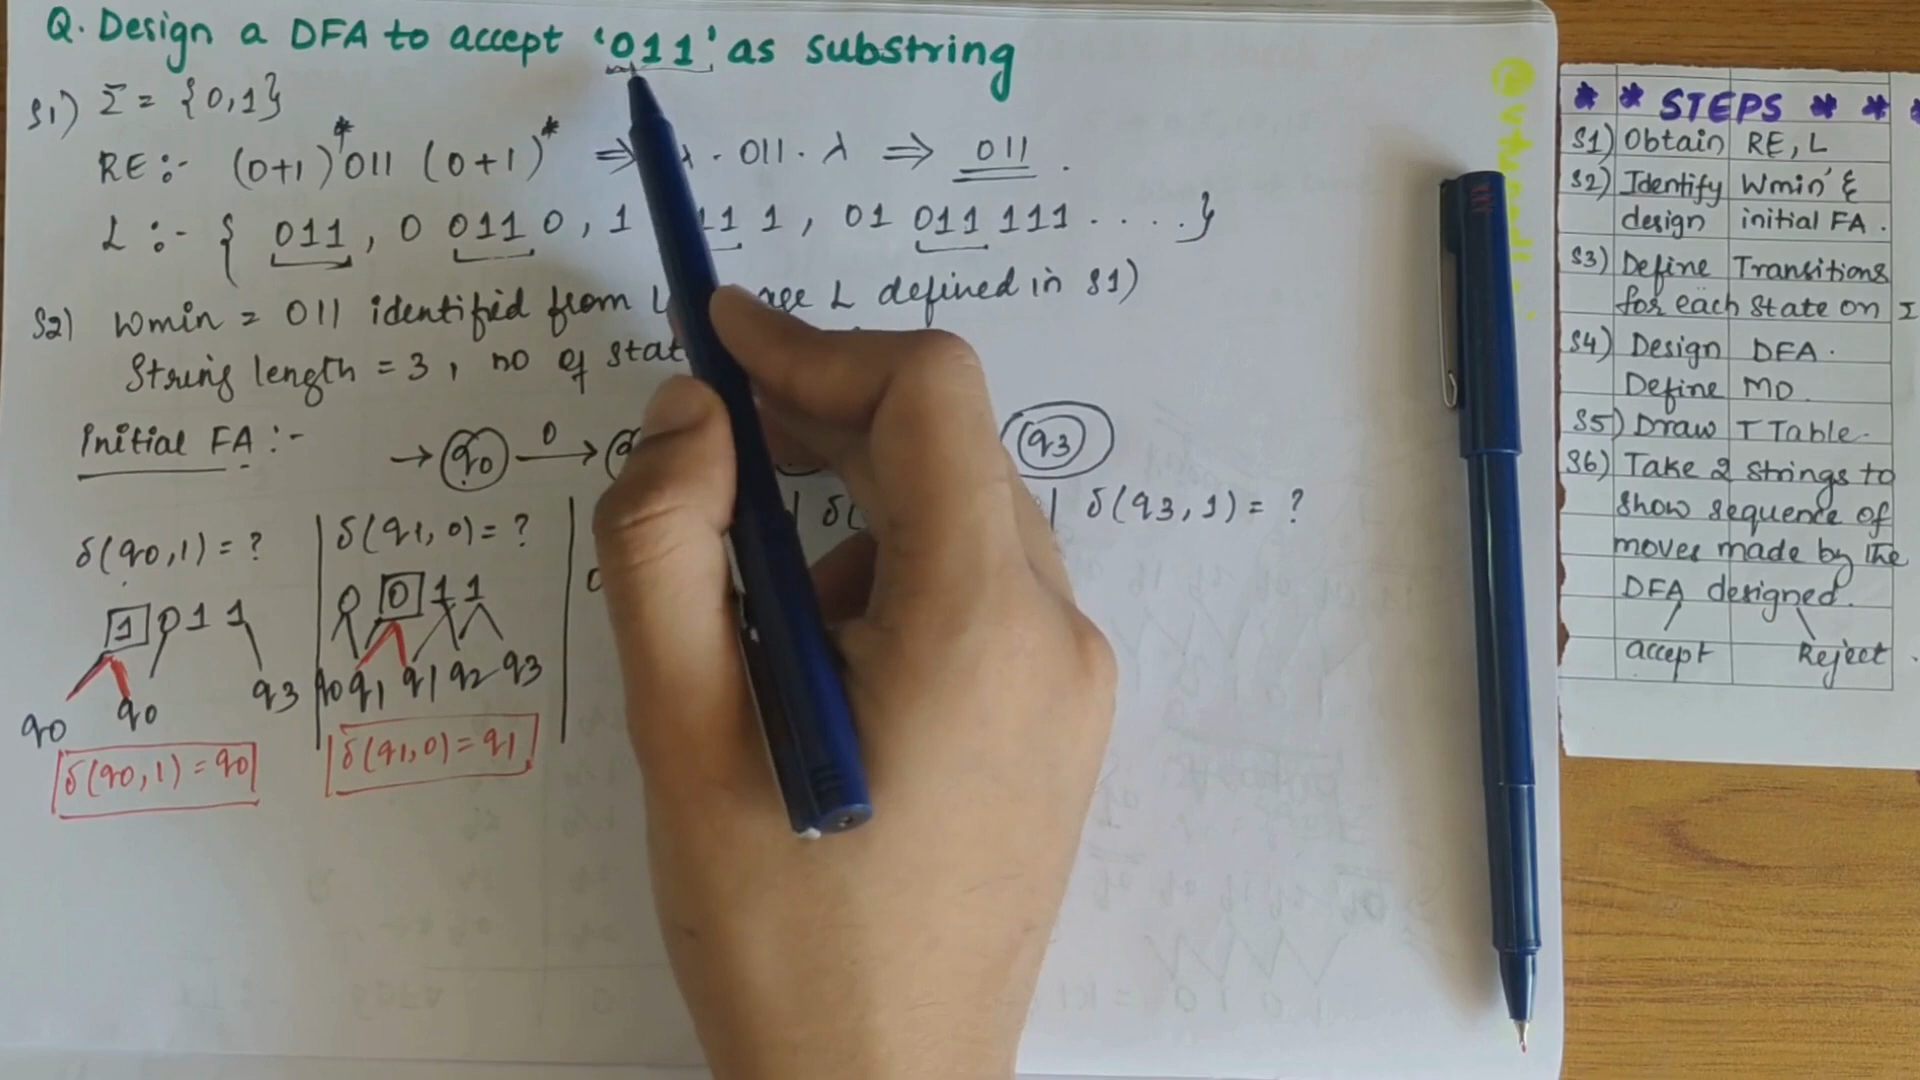 Q. Design a DFA to accept '011' as substring
S1) Σ = {0,1}
RE :- (0+1)* 011 (0+1)* ⇒ λ · 011 · λ ⇒ 011 .
L :- { 011, 0 011 0, 1 11 1, 01 011 111 . . . . }
S2) Wmin = 011 identifid from L age L defined in S1)
String length = 3, no of stat
Initial FA :-
→ q0 0 → q3
δ(q0,1) = ? | δ(q1,0) = ? | | δ( | δ(q3,1) = ?
1 0 1 1
0 0 1 1
q0 q0 q3
q0 q1 q1 q2 q3
δ(q0,1) = q0
δ(q1,0) = q1
* * STEPS * * *
S1) Obtain RE, L
S2) Identify Wmin &
design initial FA .
S3) Define Transitions
for each state on Σ
S4) Design DFA .
Define MD .
S5) Draw T Table .
S6) Take 2 strings to
show sequence of
moves made by the
DFA designed.
accept Reject .